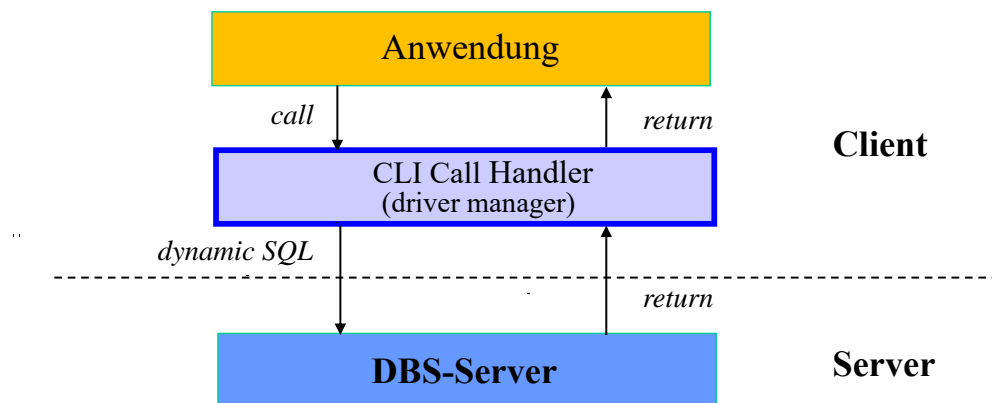 Anwendung
call
return
Client
CLI Call Handler
(driver manager)
dynamic SQL
return
DBS-Server
Server